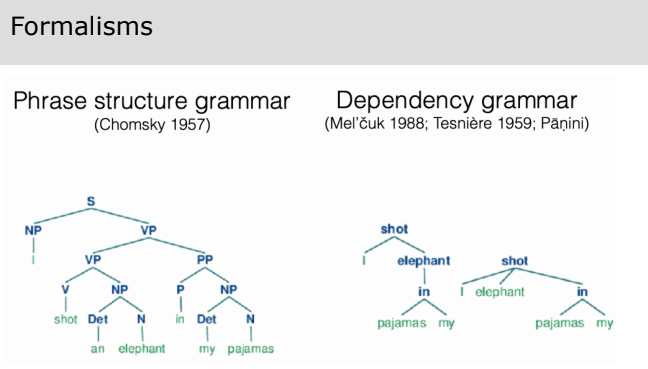 Formalisms
Phrase structure grammar
(Chomsky 1957)
Dependency grammar
(Mel'čuk 1988; Tesnière 1959; Pāṇini)
S
NP VP
I VP PP
V NP P NP
shot Det N in Det N
an elephant my pajamas
shot
I elephant
in
pajamas my
shot
I elephant in
pajamas my